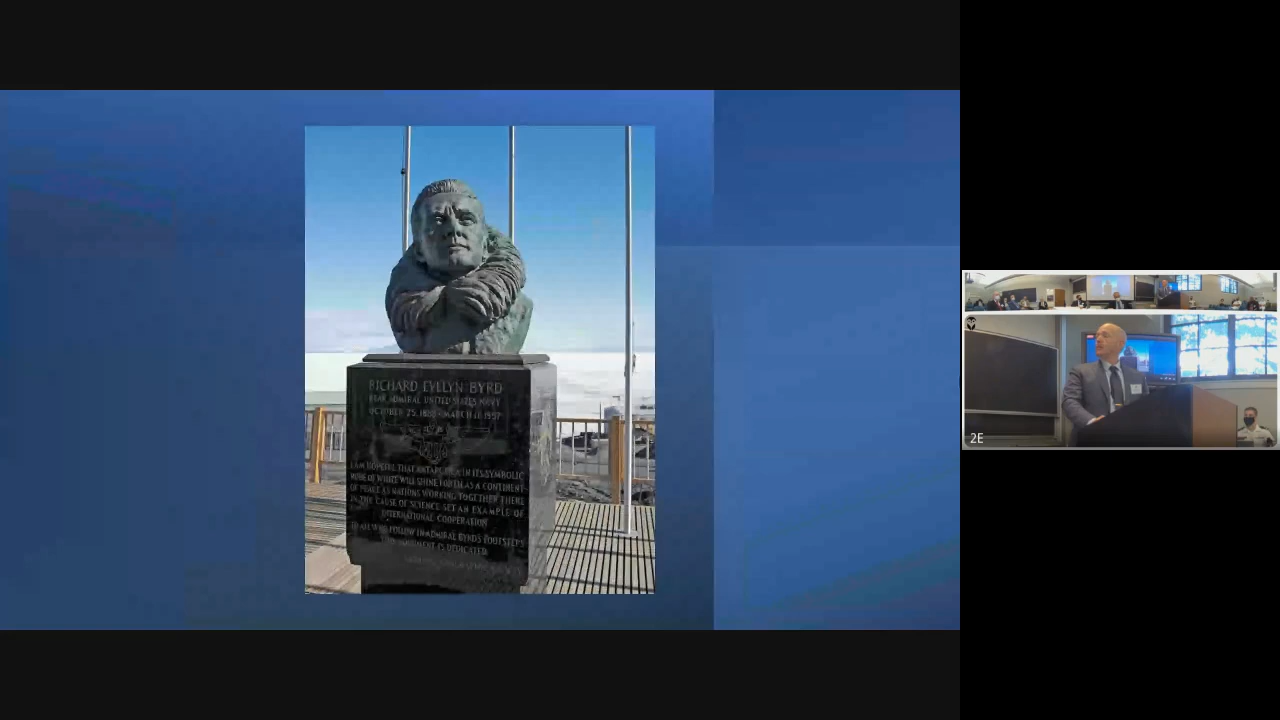 RICHARD EVELYN BYRD
REAR ADMIRAL UNITED STATES NAVY
OCTOBER 25, 1888 - MARCH 11, 1957
I AM HOPEFUL THAT ANTARCTICA IN ITS SYMBOLIC
ROBE OF WHITE WILL SHINE FORTH AS A CONTINENT
OF PEACE AS NATIONS WORKING TOGETHER THERE
IN THE CAUSE OF SCIENCE SET AN EXAMPLE OF
INTERNATIONAL COOPERATION
TO ALL WHO FOLLOW IN ADMIRAL BYRD'S FOOTSTEPS
THIS MONUMENT IS DEDICATED
2E